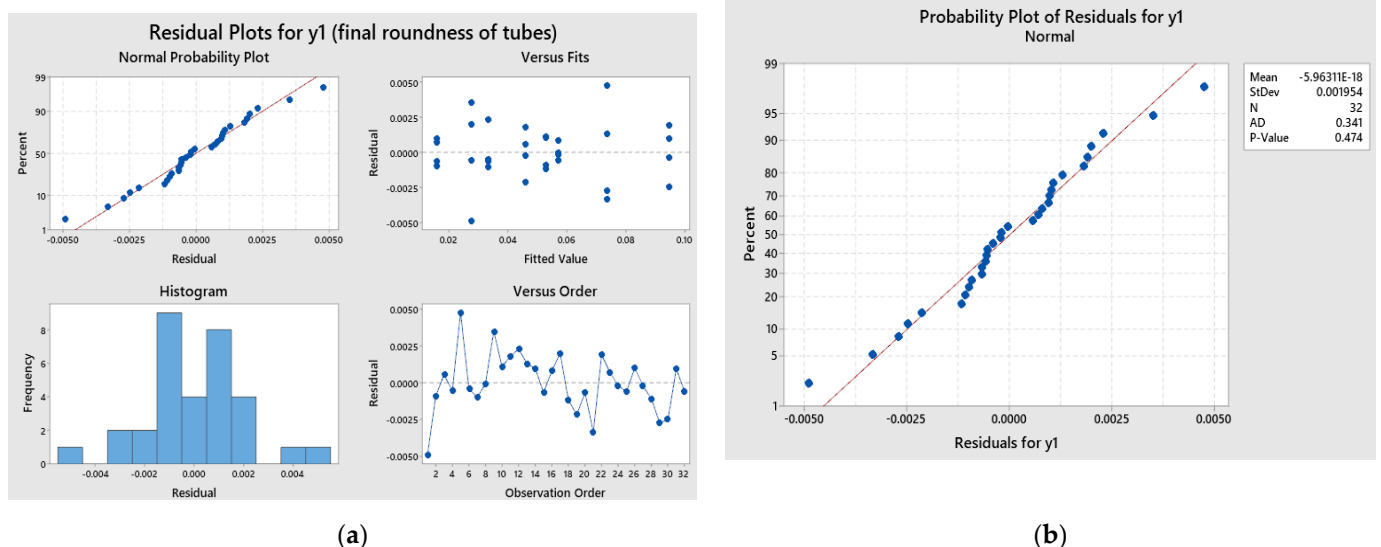 Residual Plots for y1 (final roundness of tubes)
Normal Probability Plot
99
90
50
10
1
Percent
-0.0050 -0.0025 0.0000 0.0025 0.0050
Residual
Versus Fits
0.0050
0.0025
0.0000
-0.0025
-0.0050
Residual
0.02 0.04 0.06 0.08 0.10
Fitted Value
Histogram
8
6
4
2
0
Frequency
-0.004 -0.002 0.000 0.002 0.004
Residual
Versus Order
0.0050
0.0025
0.0000
-0.0025
-0.0050
Residual
2 4 6 8 10 12 14 16 18 20 22 24 26 28 30 32
Observation Order
(a)
Probability Plot of Residuals for y1
Normal
99
95
90
80
70
60
50
40
30
20
10
5
1
Percent
-0.0050 -0.0025 0.0000 0.0025 0.0050
Residuals for y1
Mean -5.96311E-18
StDev 0.001954
N 32
AD 0.341
P-Value 0.474
(b)